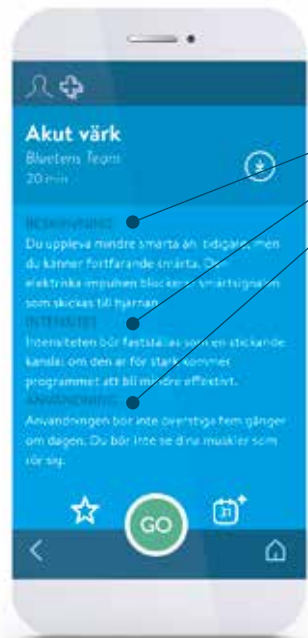 Akut värk
Bluetens Team
20 min
BESKRIVNING
Du uppleva mindre smärta än tidigare, men
du känner fortfarande smärta. Den
elektriska impulsen blockerar smärtsignalen
som skickas till hjärnan.
INTENSITET
Intensiteten bör fastställas som en stickande
känsla: om den är för stark kommer
programmet att bli mindre effektivt.
ANVÄNDNING
Användningen bör inte överstiga fem gånger
om dagen. Du bör inte se dina muskler som
rör sig.
GO
31